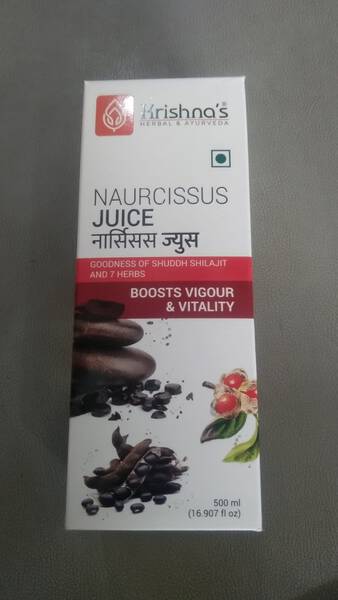 Krishna's®
HERBAL & AYURVEDA
NAURCISSUS
JUICE
नार्सिसस ज्युस
GOODNESS OF SHUDDH SHILAJIT
AND 7 HERBS
BOOSTS VIGOUR
& VITALITY
500 ml
(16.907 fl oz)